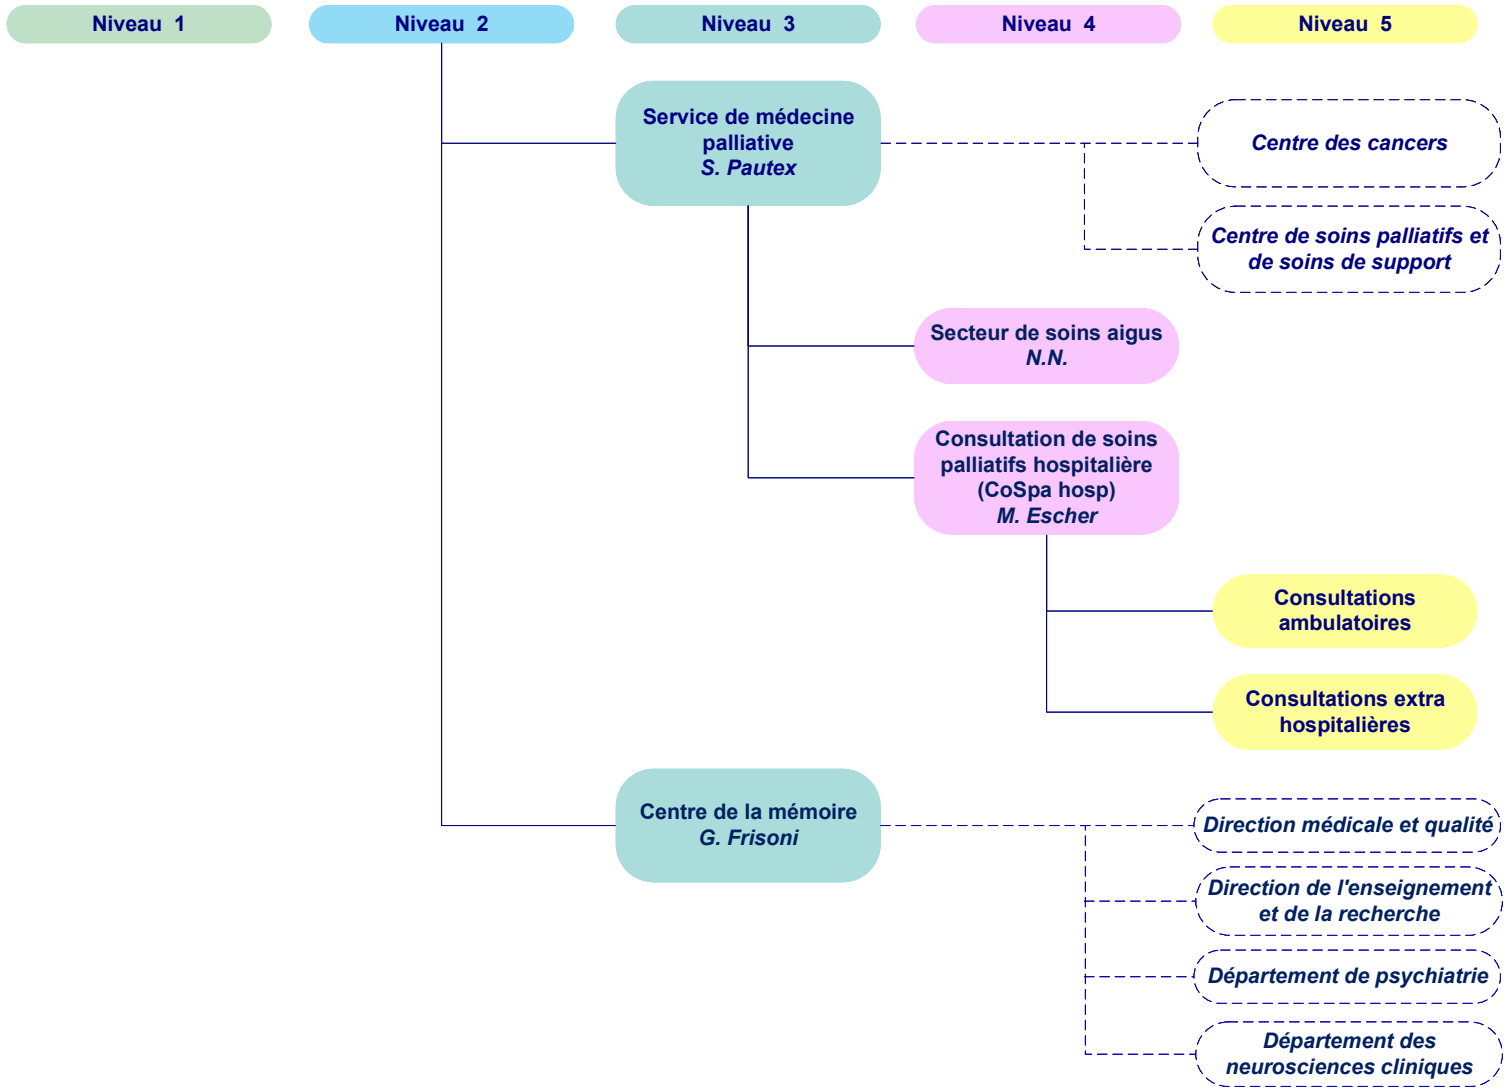 Niveau 1
Niveau 2
Niveau 3
Niveau 4
Niveau 5
Service de médecine
palliative
S. Pautex
Centre des cancers
Centre de soins palliatifs et
de soins de support
Secteur de soins aigus
N.N.
Consultation de soins
palliatifs hospitalière
(CoSpa hosp)
M. Escher
Consultations
ambulatoires
Consultations extra
hospitalières
Centre de la mémoire
G. Frisoni
Direction médicale et qualité
Direction de l'enseignement
et de la recherche
Département de psychiatrie
Département des
neurosciences cliniques